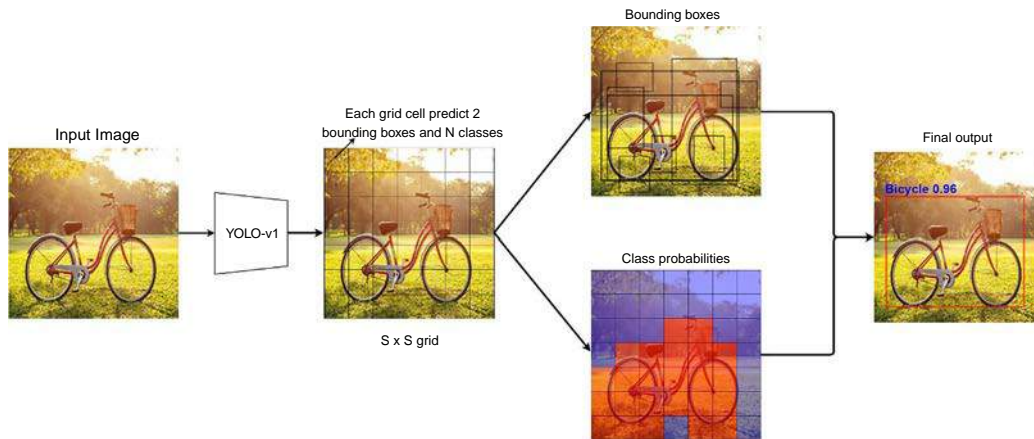 Input Image
YOLO-v1
Each grid cell predict 2
bounding boxes and N classes
S x S grid
Bounding boxes
Class probabilities
Final output
Bicycle 0.96